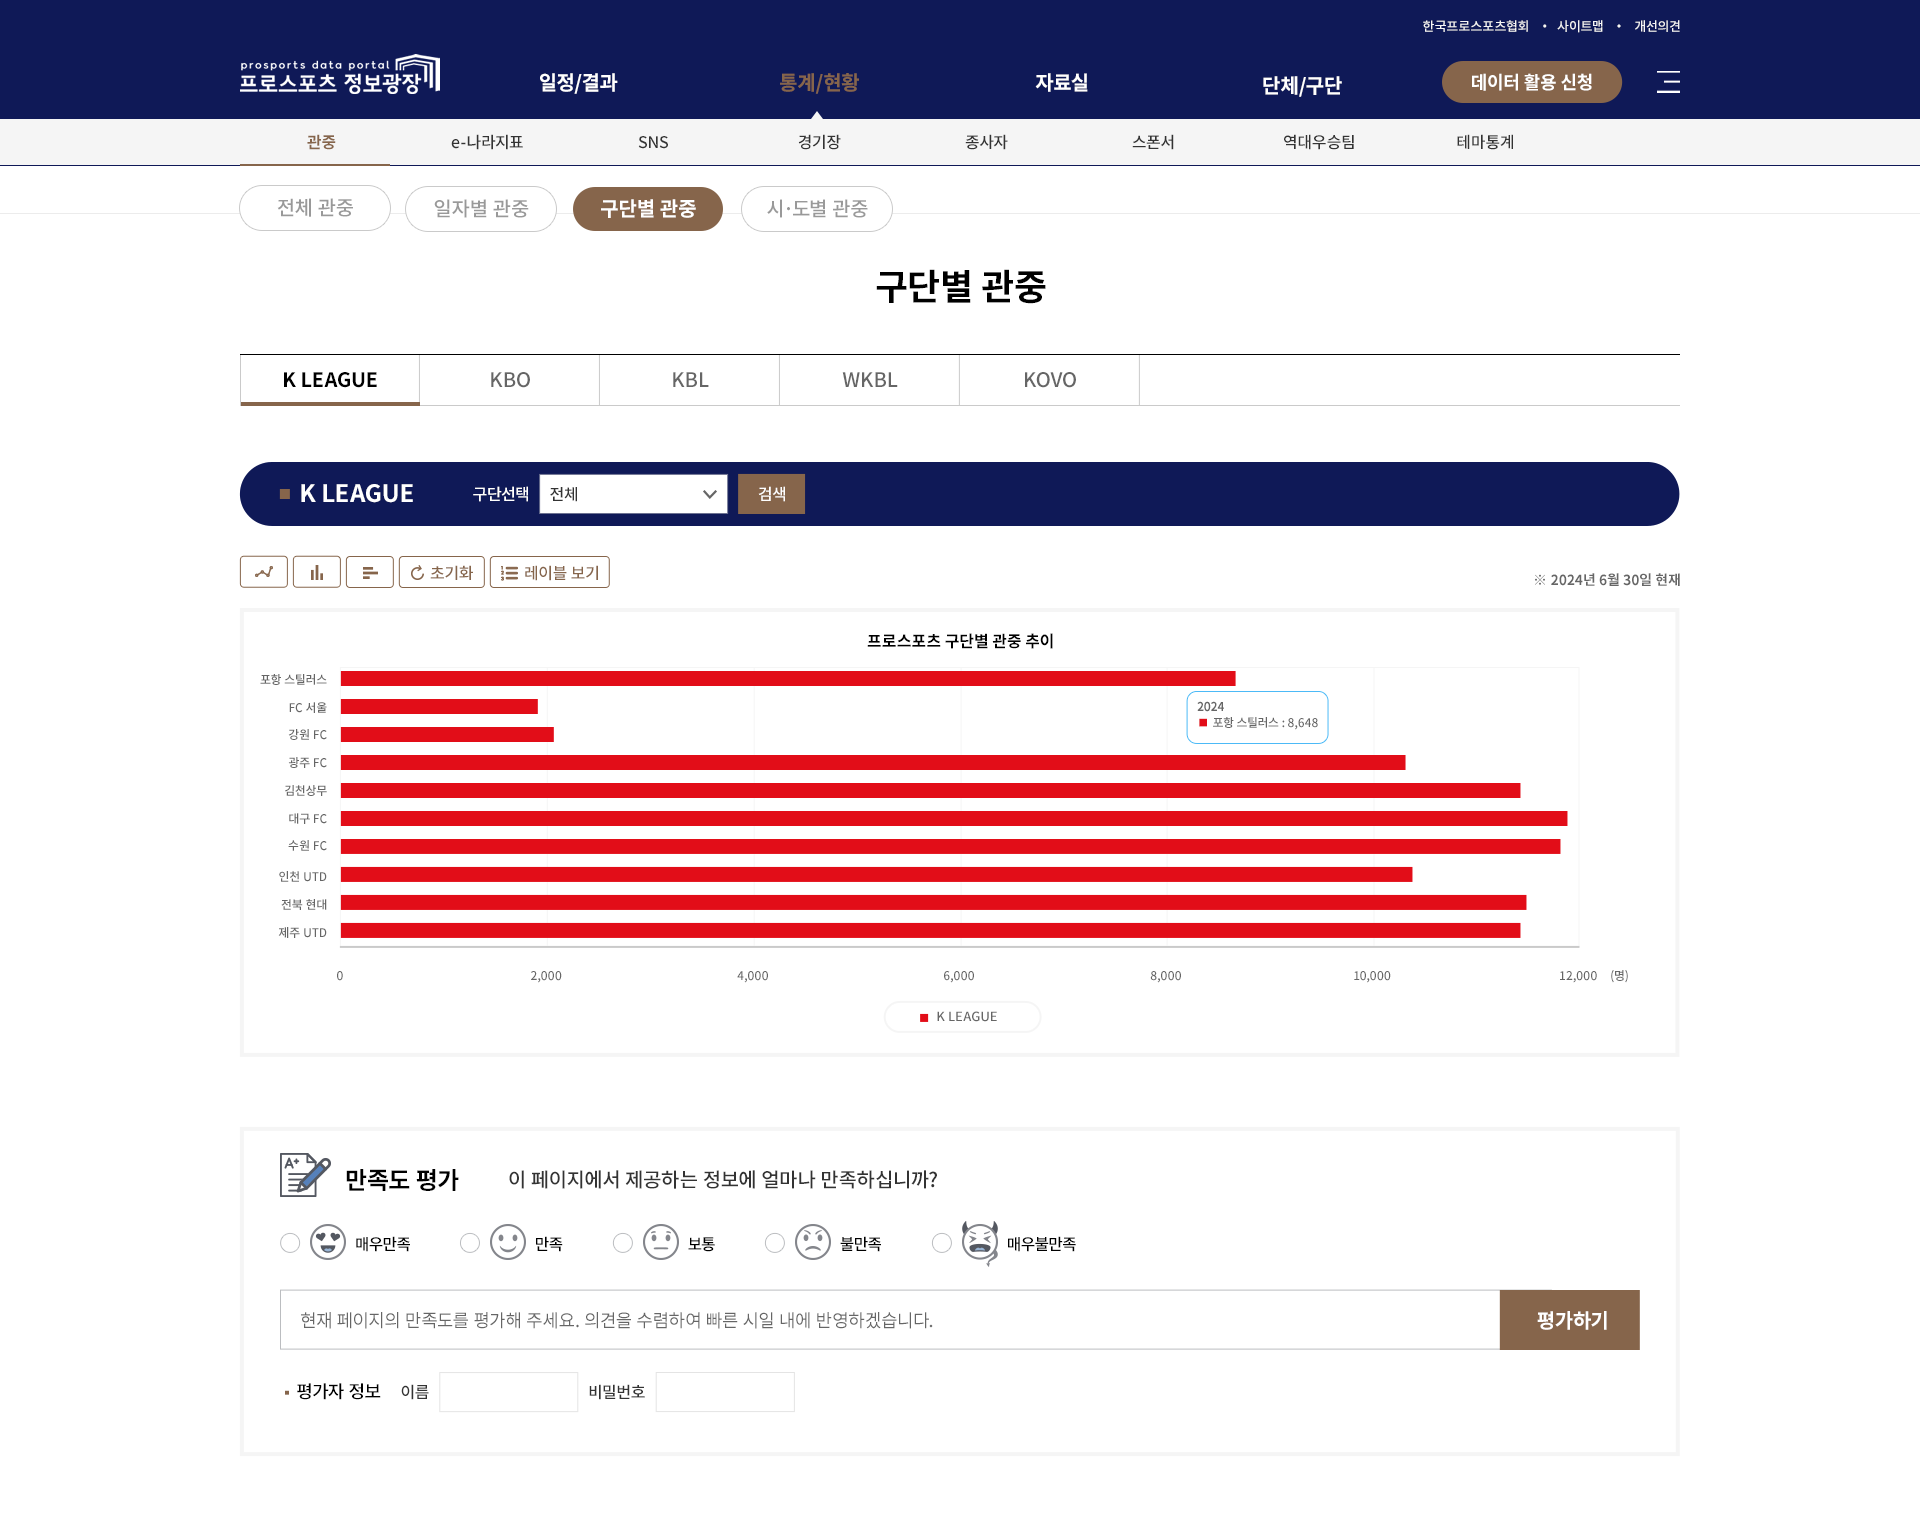 한국프로스포츠협회 • 사이트맵 • 개선의견
prosports data portal
프로스포츠 정보광장
일정/결과 통계/현황 자료실 단체/구단 데이터 활용 신청
관중 e-나라지표 SNS 경기장 종사자 스폰서 역대우승팀 테마통계
전체 관중 일자별 관중 구단별 관중 시·도별 관중
구단별 관중
K LEAGUE KBO KBL WKBL KOVO
K LEAGUE 구단선택 전체 검색
초기화 레이블 보기
※ 2024년 6월 30일 현재
프로스포츠 구단별 관중 추이
포항 스틸러스
FC 서울
강원 FC
광주 FC
김천상무
대구 FC
수원 FC
인천 UTD
전북 현대
제주 UTD
2024
포항 스틸러스 : 8,648
0 2,000 4,000 6,000 8,000 10,000 12,000 (명)
K LEAGUE
A+
만족도 평가 이 페이지에서 제공하는 정보에 얼마나 만족하십니까?
매우만족 만족 보통 불만족 매우불만족
현재 페이지의 만족도를 평가해 주세요. 의견을 수렴하여 빠른 시일 내에 반영하겠습니다. 평가하기
평가자 정보 이름 비밀번호